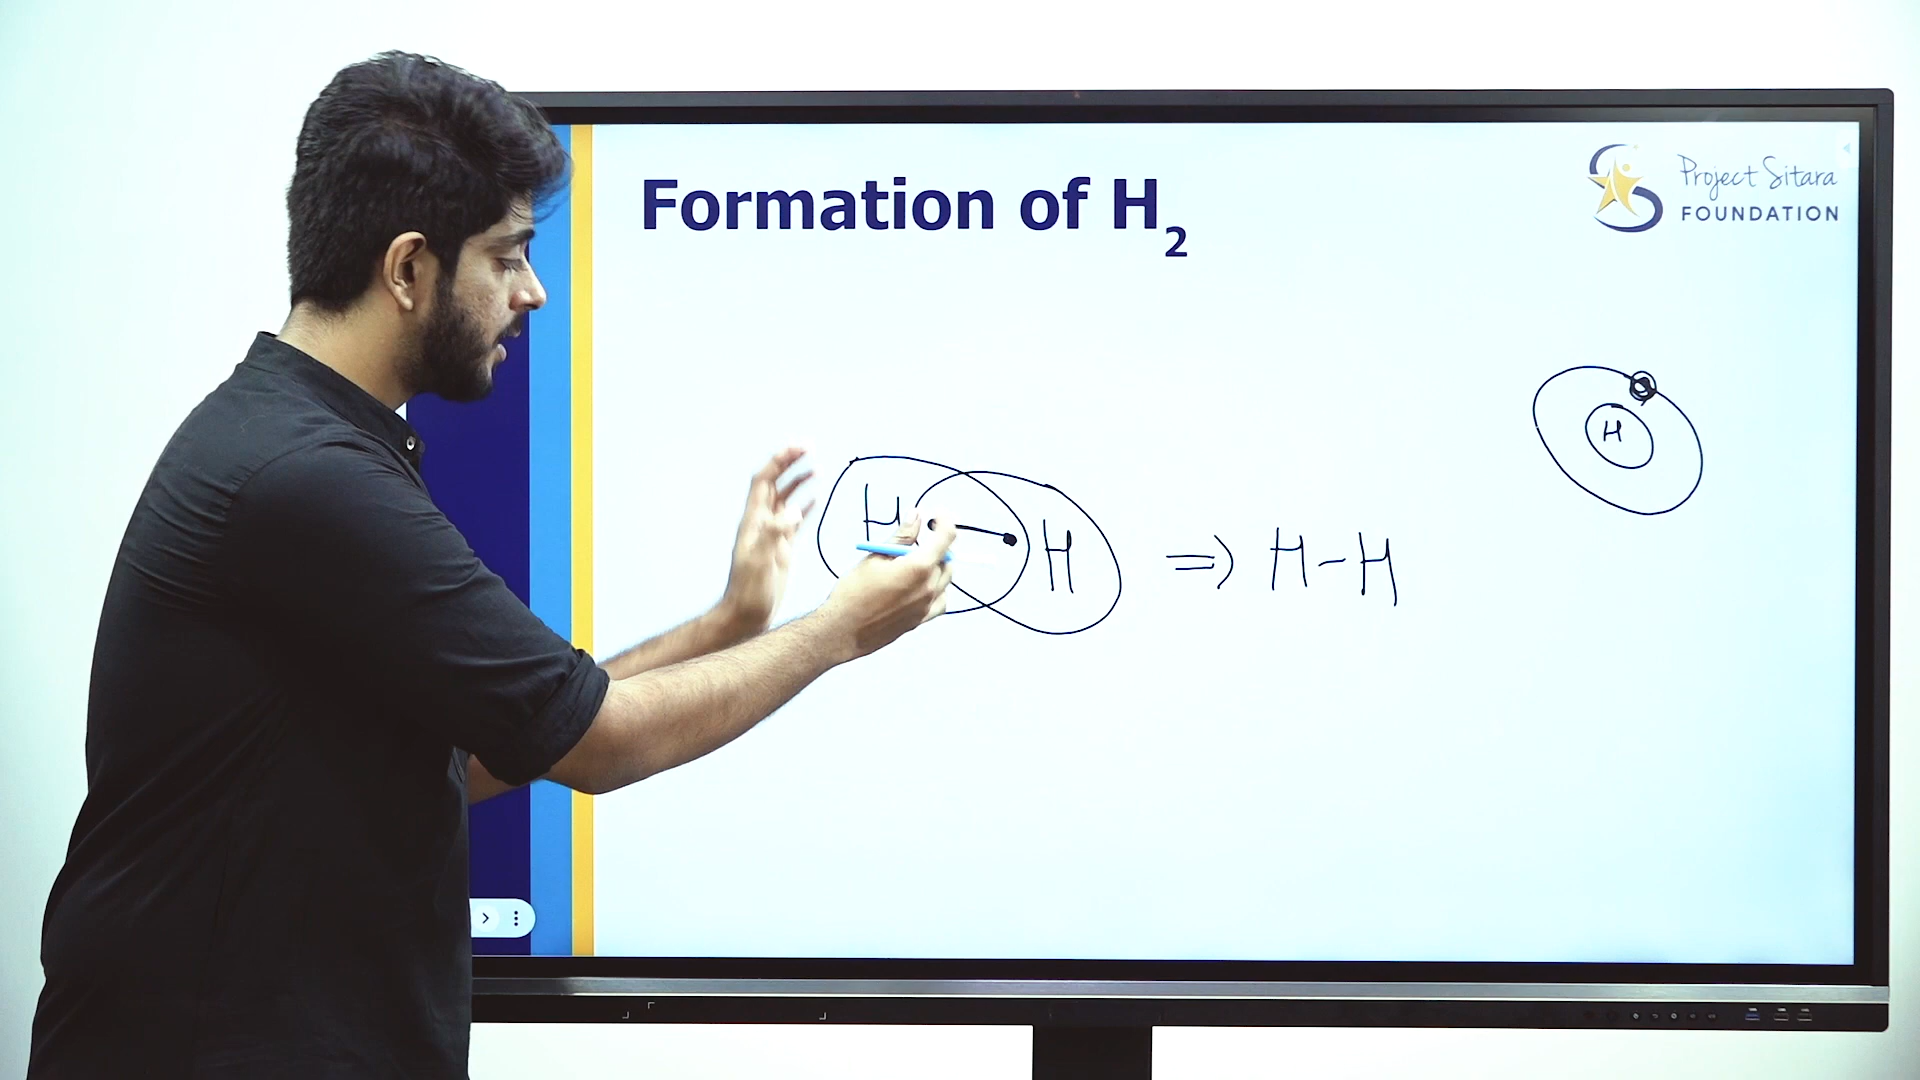 Formation of H₂
Project Sitara
FOUNDATION
H
H H ⇒ H-H